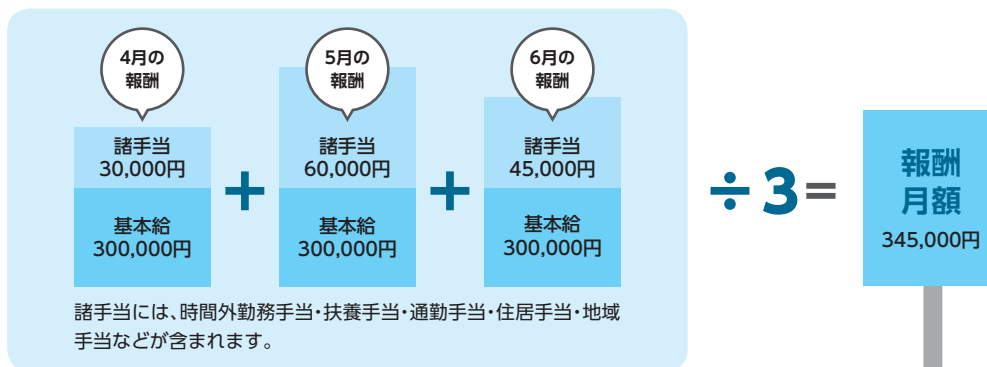 4月の
報酬
諸手当
30,000円
基本給
300,000円
+
5月の
報酬
諸手当
60,000円
基本給
300,000円
+
6月の
報酬
諸手当
45,000円
基本給
300,000円
÷3=
報酬
月額
345,000円
諸手当には、時間外勤務手当・扶養手当・通勤手当・住居手当・地域
手当などが含まれます。